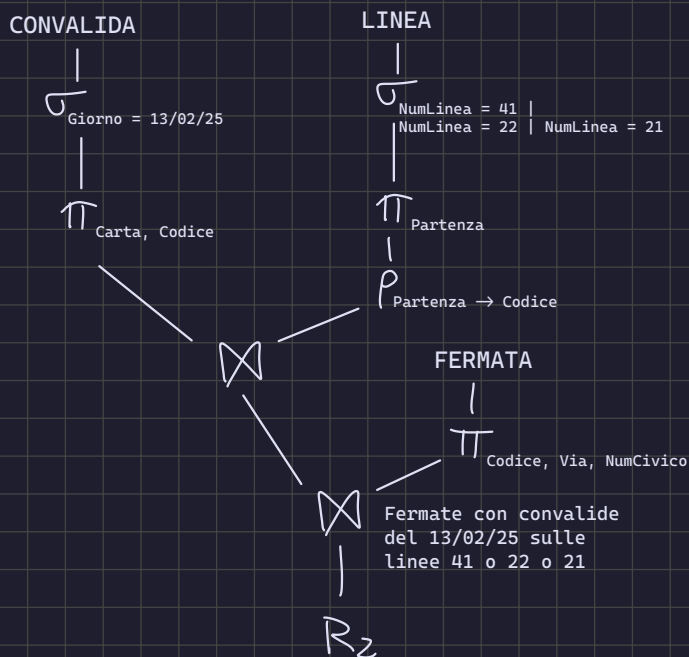 CONVALIDA
LINEA
σ Giorno = 13/02/25
σ NumLinea = 41 |
NumLinea = 22 | NumLinea = 21
π Carta, Codice
π Partenza
ρ Partenza → Codice
⋈
FERMATA
π Codice, Via, NumCivico
⋈
Fermate con convalide
del 13/02/25 sulle
linee 41 o 22 o 21
R2